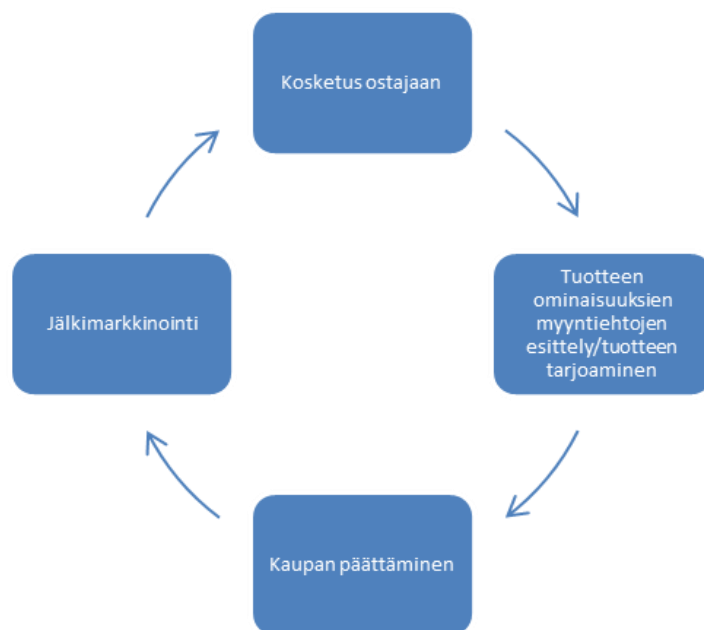 Kosketus ostajaan
Tuotteen
ominaisuuksien
myyntiehtojen
esittely/tuotteen
tarjoaminen
Kaupan päättäminen
Jälkimarkkinointi